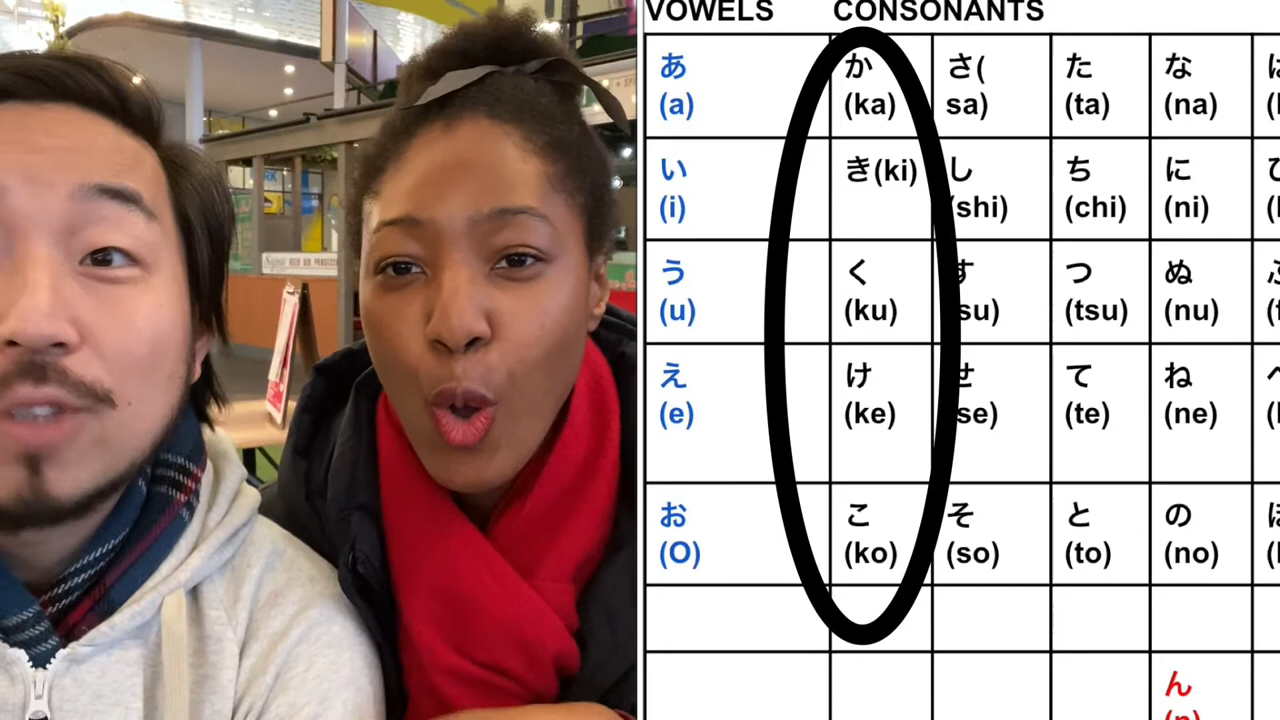 VOWELS CONSONANTS
あ か さ( た な
(a) (ka) sa) (ta) (na)
い き(ki) し ち に
(i) (shi) (chi) (ni)
う く す つ ぬ
(u) (ku) (su) (tsu) (nu)
え け せ て ね
(e) (ke) (se) (te) (ne)
お こ そ と の
(O) (ko) (so) (to) (no)
ん